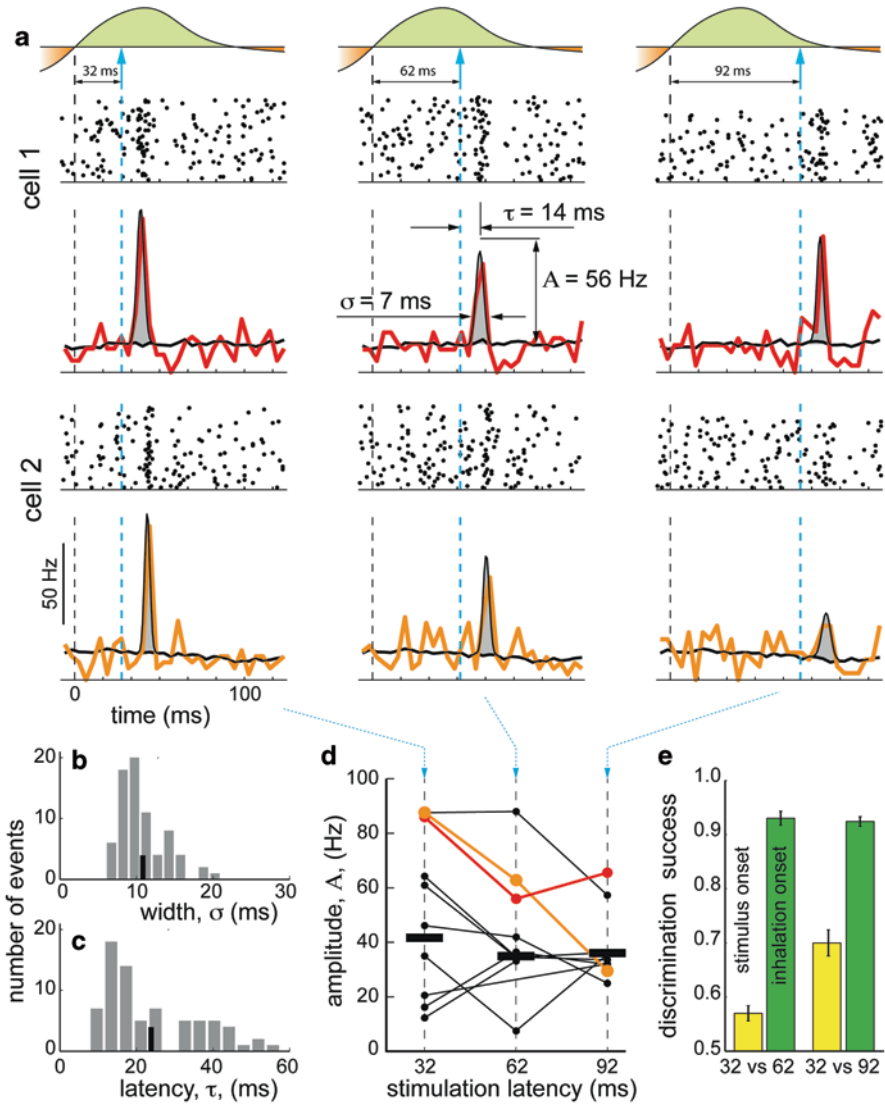 a
32 ms
62 ms
92 ms
cell 1
τ = 14 ms
A = 56 Hz
σ = 7 ms
cell 2
50 Hz
0
100
time (ms)
b
20
10
0
0
10
20
30
width, σ (ms)
number of events
c
20
10
0
0
20
40
60
latency, τ, (ms)
d
100
80
60
40
20
0
amplitude, A, (Hz)
32
62
92
stimulation latency (ms)
e
1.0
0.9
0.8
0.7
0.6
0.5
discrimination success
stimulus onset
inhalation onset
32 vs 62
32 vs 92